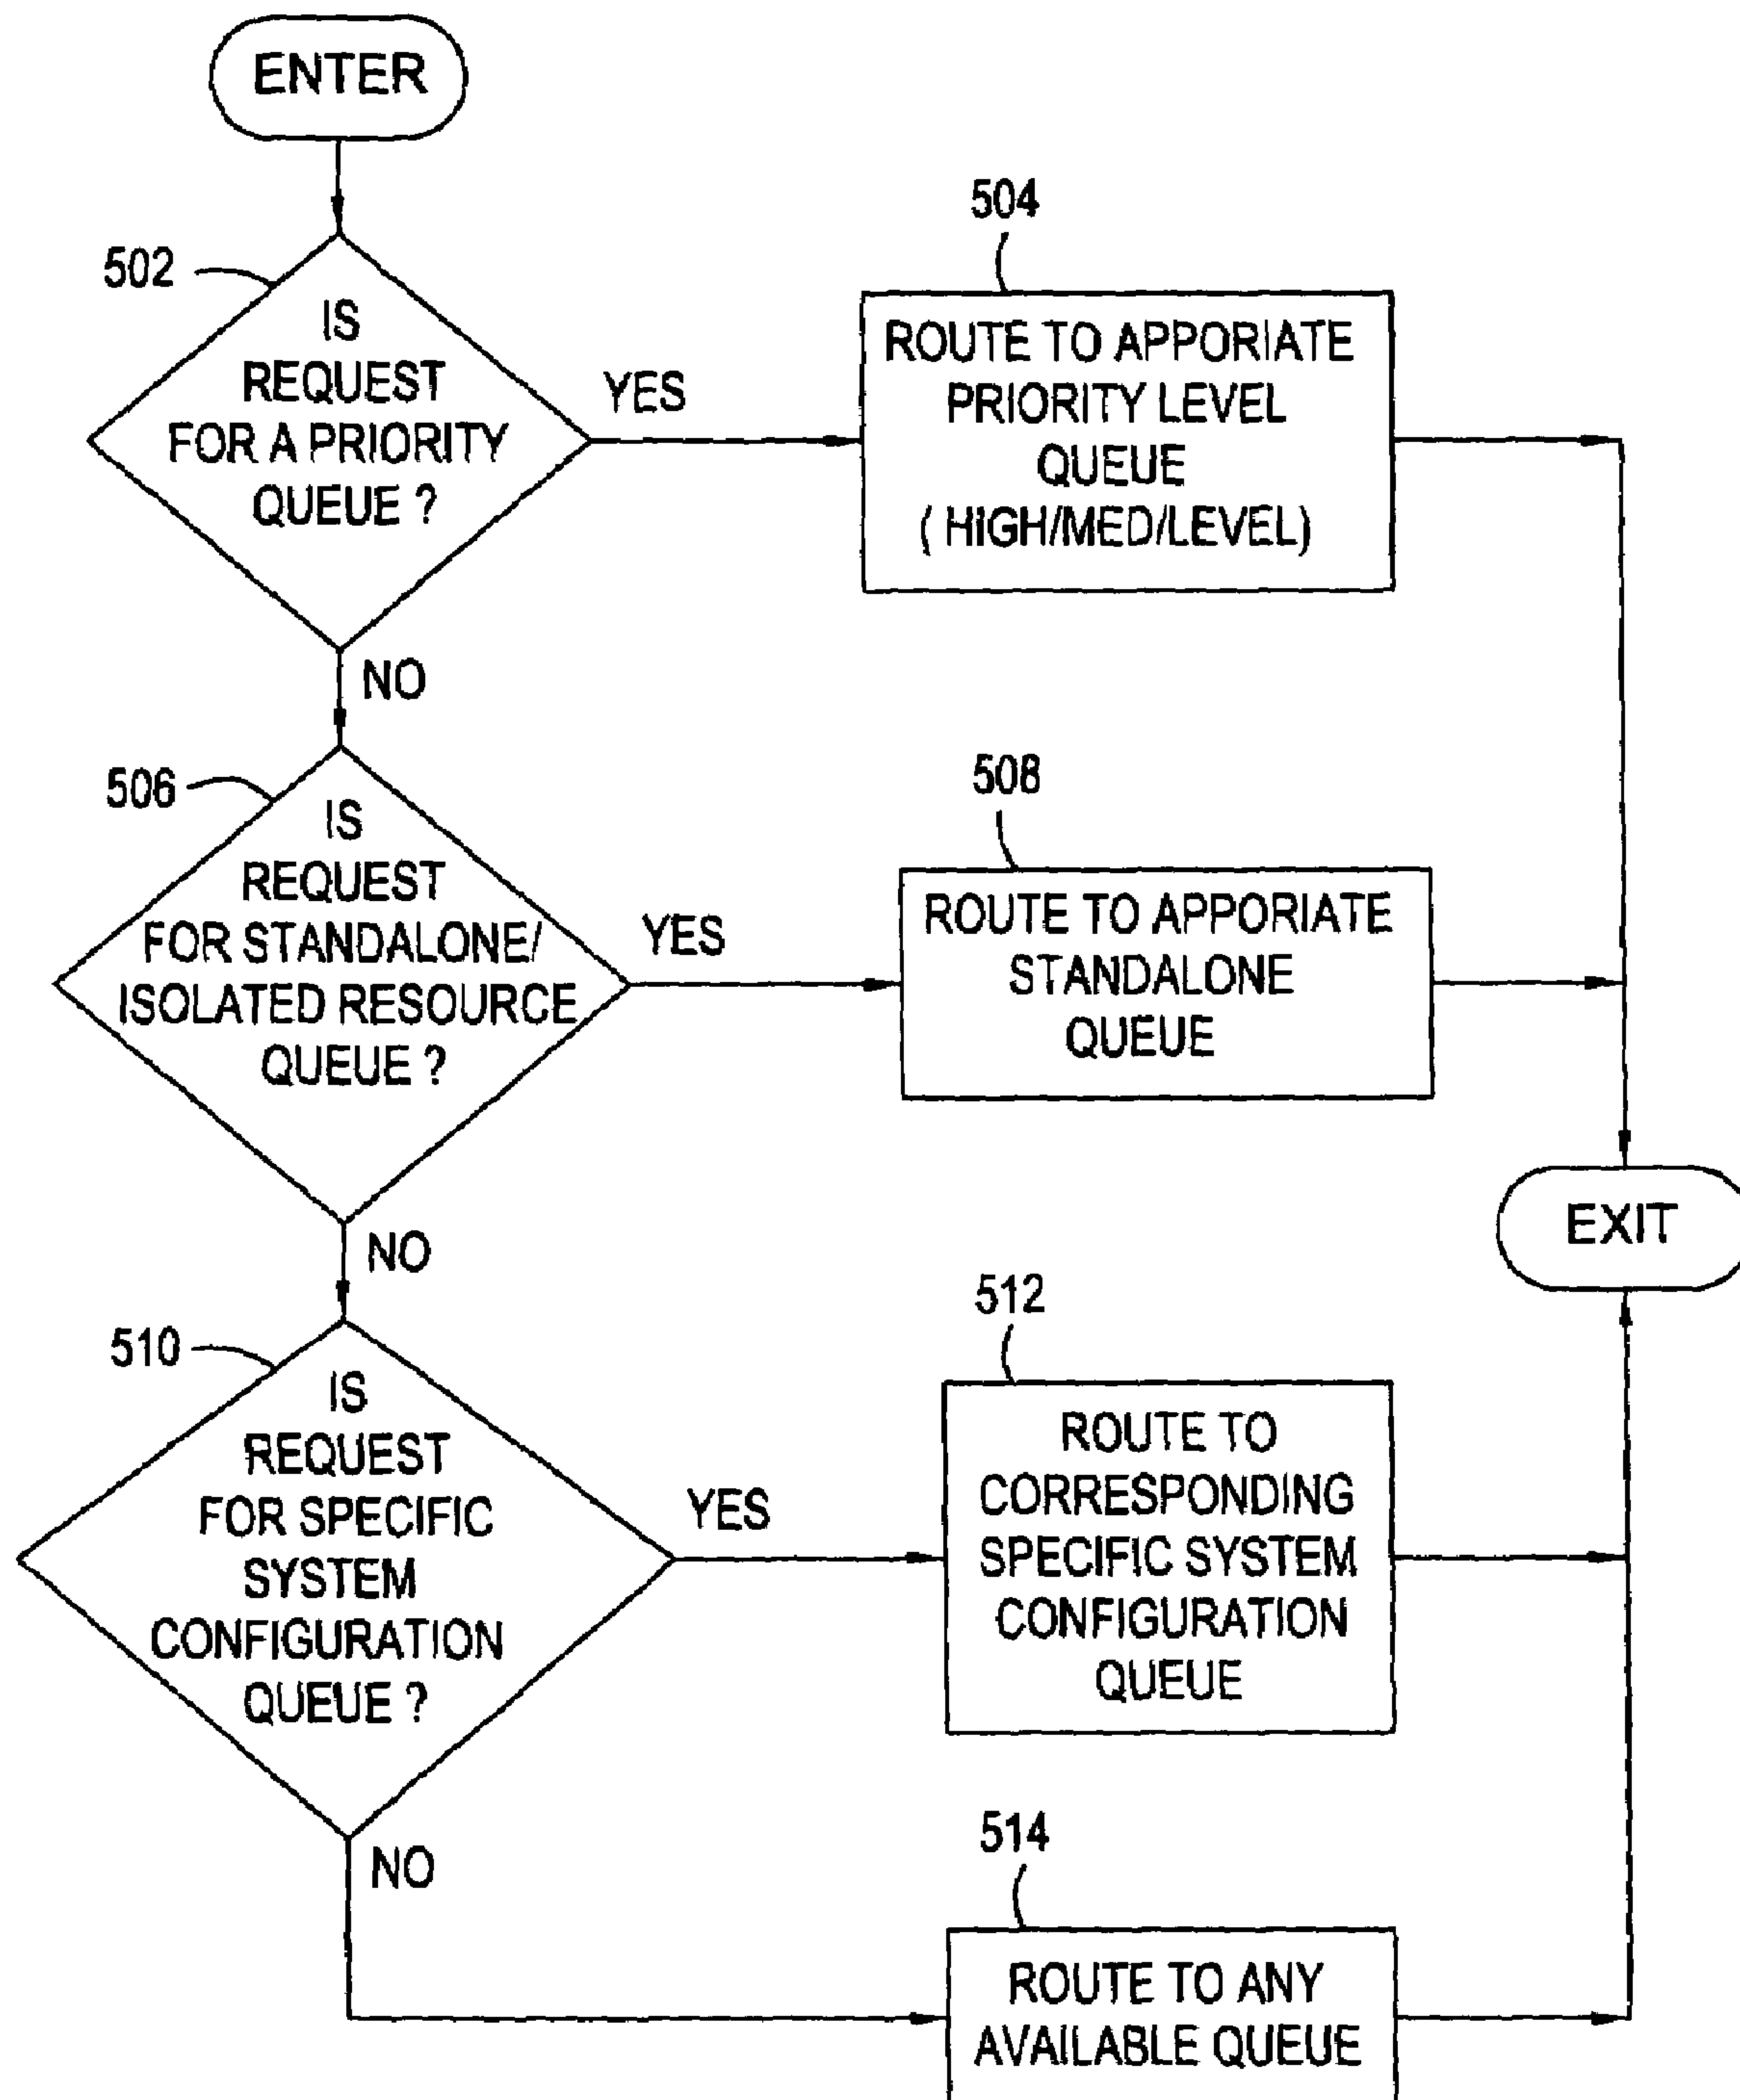 ENTER
502
IS
REQUEST
FOR A PRIORITY
QUEUE ?
YES
504
ROUTE TO APPORIATE
PRIORITY LEVEL
QUEUE
( HIGH/MED/LEVEL)
NO
506
IS
REQUEST
FOR STANDALONE/
ISOLATED RESOURCE
QUEUE ?
YES
508
ROUTE TO APPORIATE
STANDALONE
QUEUE
EXIT
NO
510
IS
REQUEST
FOR SPECIFIC
SYSTEM
CONFIGURATION
QUEUE ?
YES
512
ROUTE TO
CORRESPONDING
SPECIFIC SYSTEM
CONFIGURATION
QUEUE
NO
514
ROUTE TO ANY
AVAILABLE QUEUE